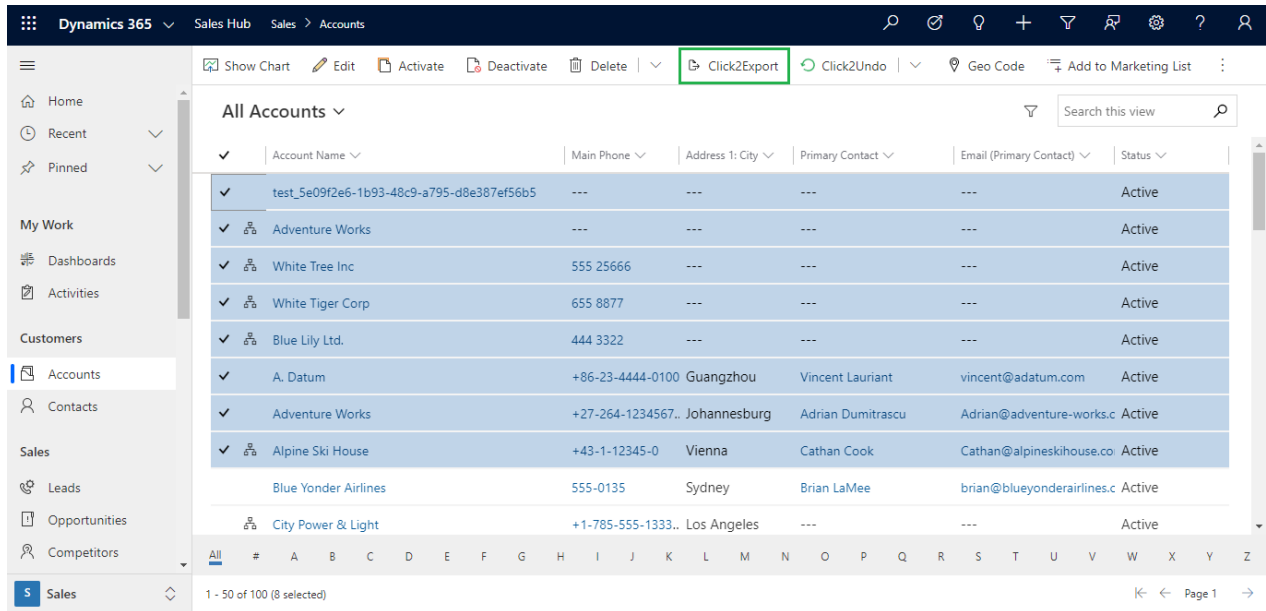 Dynamics 365 Sales Hub Sales > Accounts
Show Chart Edit Activate Deactivate Delete Click2Export Click2Undo Geo Code Add to Marketing List
Home
Recent
Pinned
My Work
Dashboards
Activities
Customers
Accounts
Contacts
Sales
Leads
Opportunities
Competitors
S Sales
All Accounts
Search this view
Account Name Main Phone Address 1: City Primary Contact Email (Primary Contact) Status
test_5e09f2e6-1b93-48c9-a795-d8e387ef56b5 --- --- --- --- Active
Adventure Works --- --- --- --- Active
White Tree Inc 555 25666 --- --- --- Active
White Tiger Corp 655 8877 --- --- --- Active
Blue Lily Ltd. 444 3322 --- --- --- Active
A. Datum +86-23-4444-0100 Guangzhou Vincent Lauriant vincent@adatum.com Active
Adventure Works +27-264-1234567.. Johannesburg Adrian Dumitrascu Adrian@adventure-works.c Active
Alpine Ski House +43-1-12345-0 Vienna Cathan Cook Cathan@alpineskihouse.co Active
Blue Yonder Airlines 555-0135 Sydney Brian LaMee brian@blueyonderairlines.c Active
City Power & Light +1-785-555-1333.. Los Angeles --- --- Active
All # A B C D E F G H I J K L M N O P Q R S T U V W X Y Z
1 - 50 of 100 (8 selected) Page 1